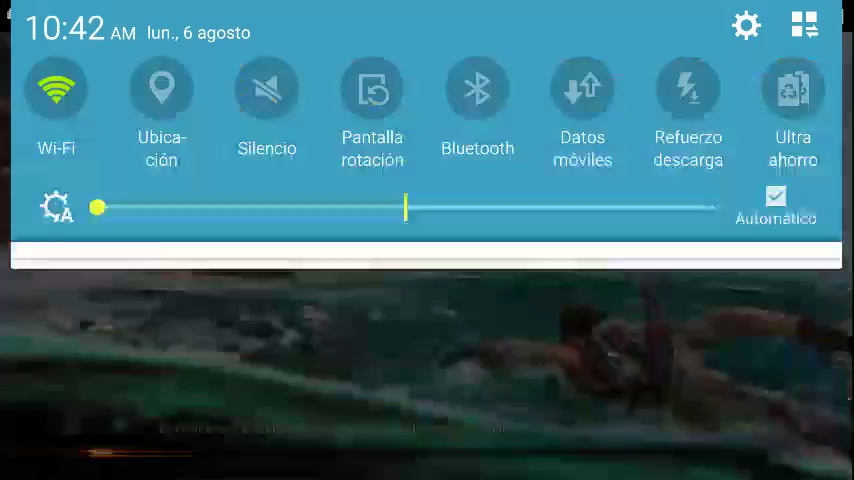 10:42 AM lun., 6 agosto
Wi-Fi
Ubica-
ción
Silencio
Pantalla
rotación
Bluetooth
Datos
móviles
Refuerzo
descarga
Ultra
ahorro
A
Automático